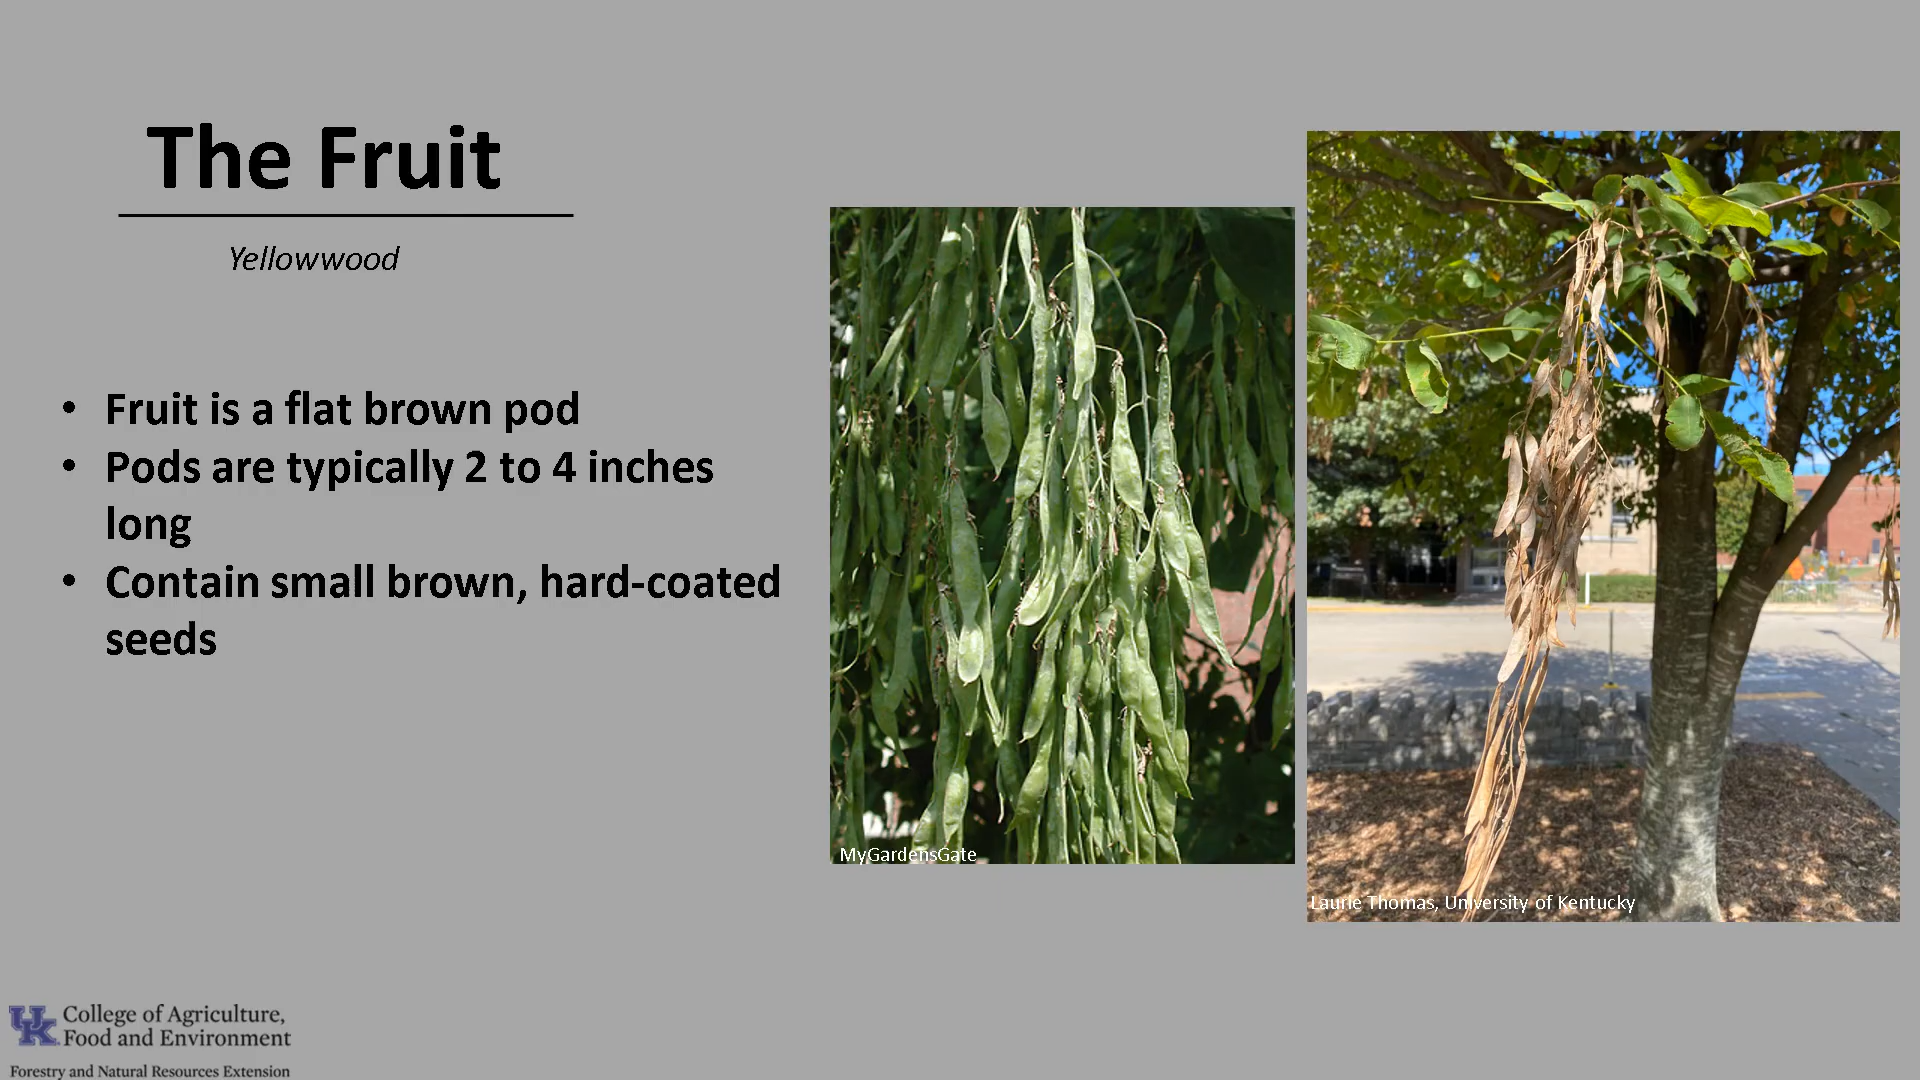 The Fruit
Yellowwood
• Fruit is a flat brown pod
• Pods are typically 2 to 4 inches
long
• Contain small brown, hard-coated
seeds
MyGardensGate
Laurie Thomas, University of Kentucky
UK College of Agriculture,
Food and Environment
Forestry and Natural Resources Extension